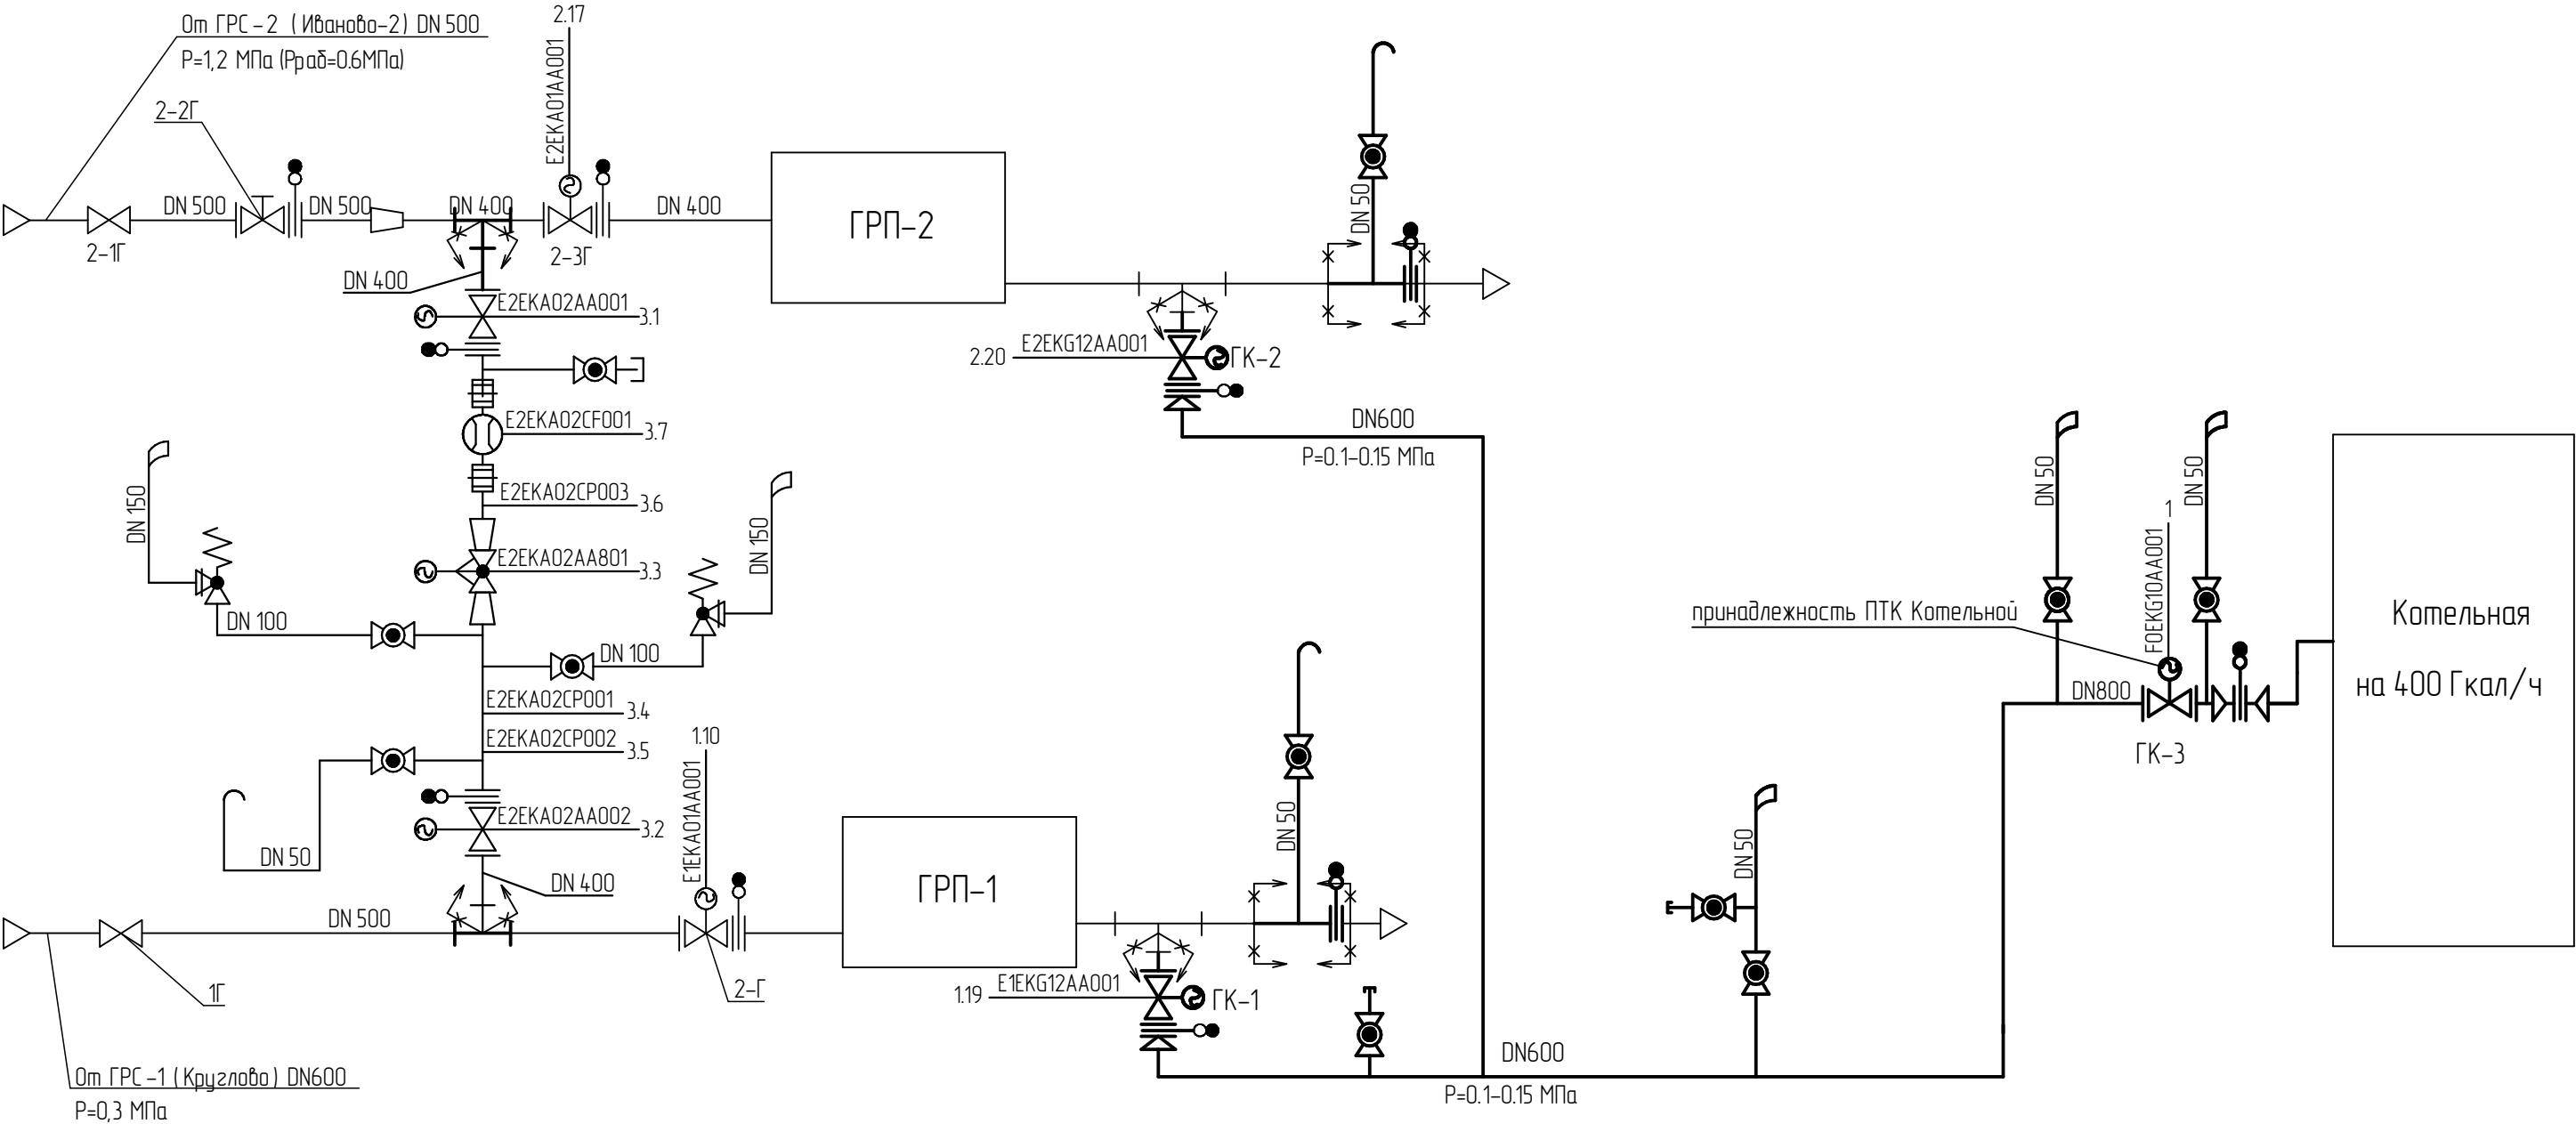 От ГРС-2 (Иваново-2) DN 500
Р=1,2 МПа (Рраб=0.6МПа)
2-2Г
2.17
E2EKA01AA001
DN 500
DN 500
DN 400
DN 400
2-1Г
2-3Г
ГРП-2
DN 50
DN 400
E2EKA02AA001
3.1
2.20
E2EKG12AA001
ГК-2
DN600
Р=0.1-0.15 МПа
E2EKA02CF001
3.7
E2EKA02CP003
3.6
DN 150
E2EKA02AA801
3.3
DN 150
DN 100
DN 100
E2EKA02CP001
3.4
E2EKA02CP002
3.5
E2EKA02AA002
3.2
DN 50
DN 400
1.10
E1EKA01AA001
DN 500
1Г
2-Г
ГРП-1
DN 50
1.19
E1EKG12AA001
ГК-1
От ГРС-1 (Круглово) DN600
Р=0,3 МПа
DN600
Р=0.1-0.15 МПа
DN 50
принадлежность ПТК Котельной
DN 50
DN 50
1
F0EKG10AA001
DN800
ГК-3
Котельная
на 400 Гкал/ч